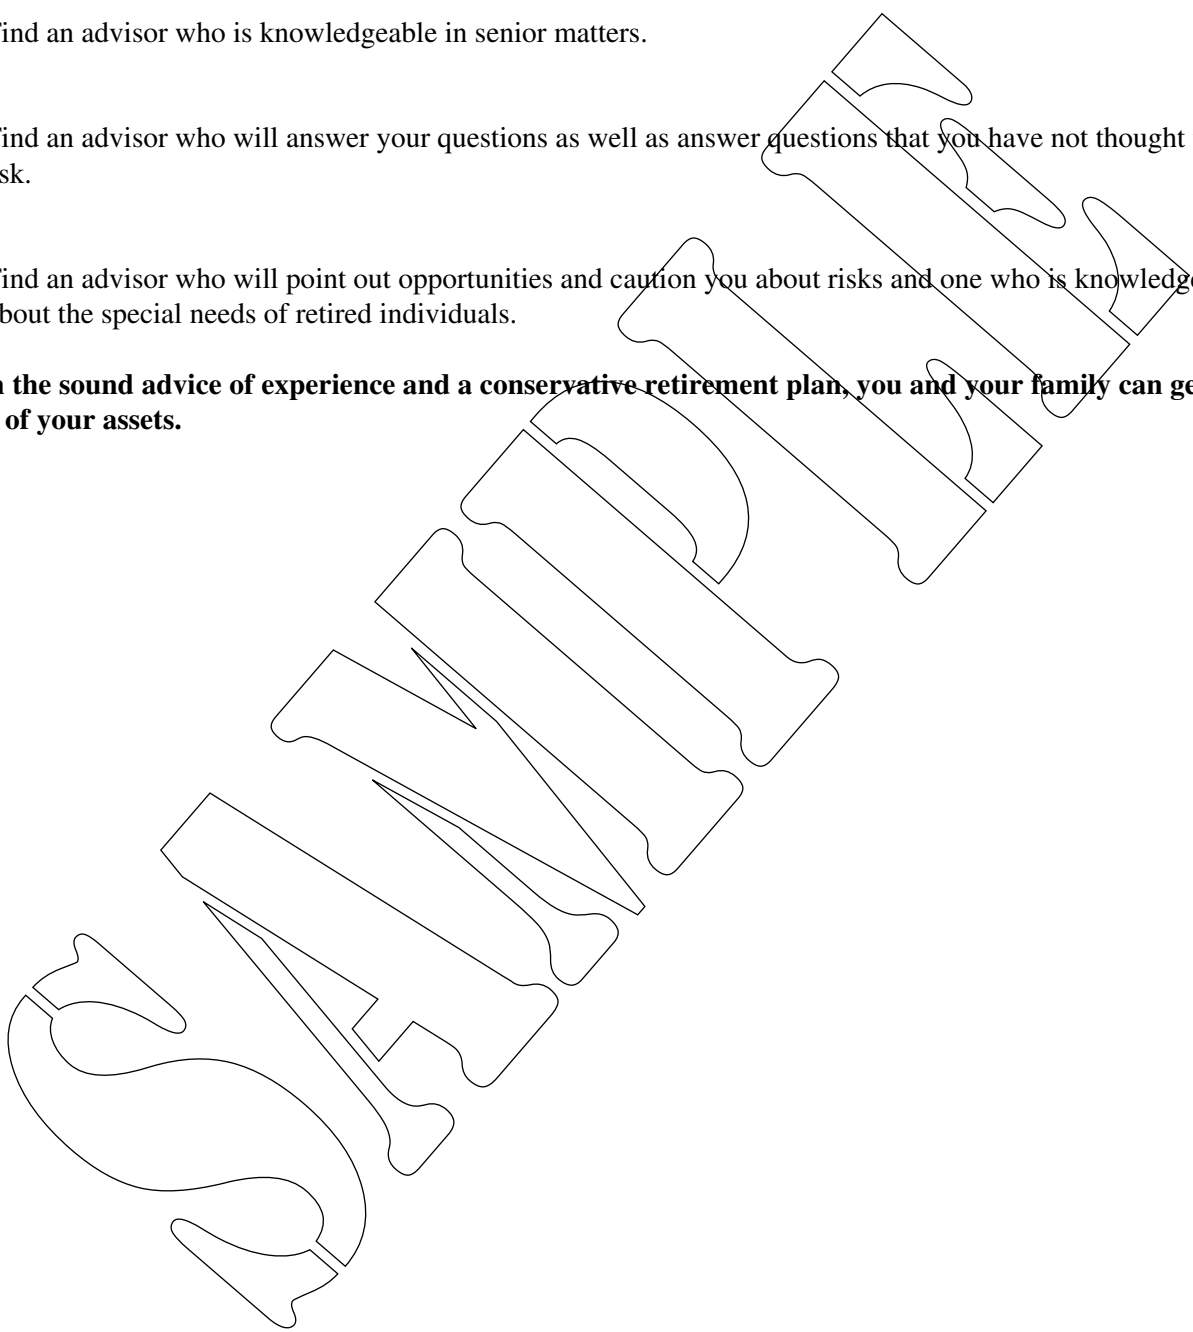 ind an advisor who is knowledgeable in senior matters.
ind an advisor who will answer your questions as well as answer questions that you have not thought
sk.
ind an advisor who will point out opportunities and caution you about risks and one who is knowledge
bout the special needs of retired individuals.
the sound advice of experience and a conservative retirement plan, you and your family can ge
of your assets.
SAMPLE